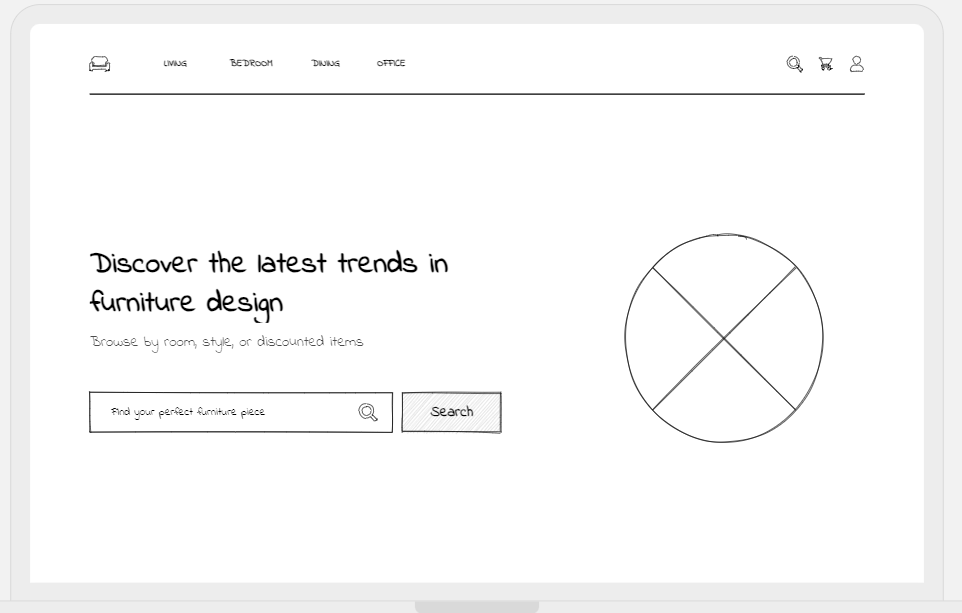 LIVING BEDROOM DINING OFFICE
Discover the latest trends in
furniture design
Browse by room, style, or discounted items
Find your perfect furniture piece Search